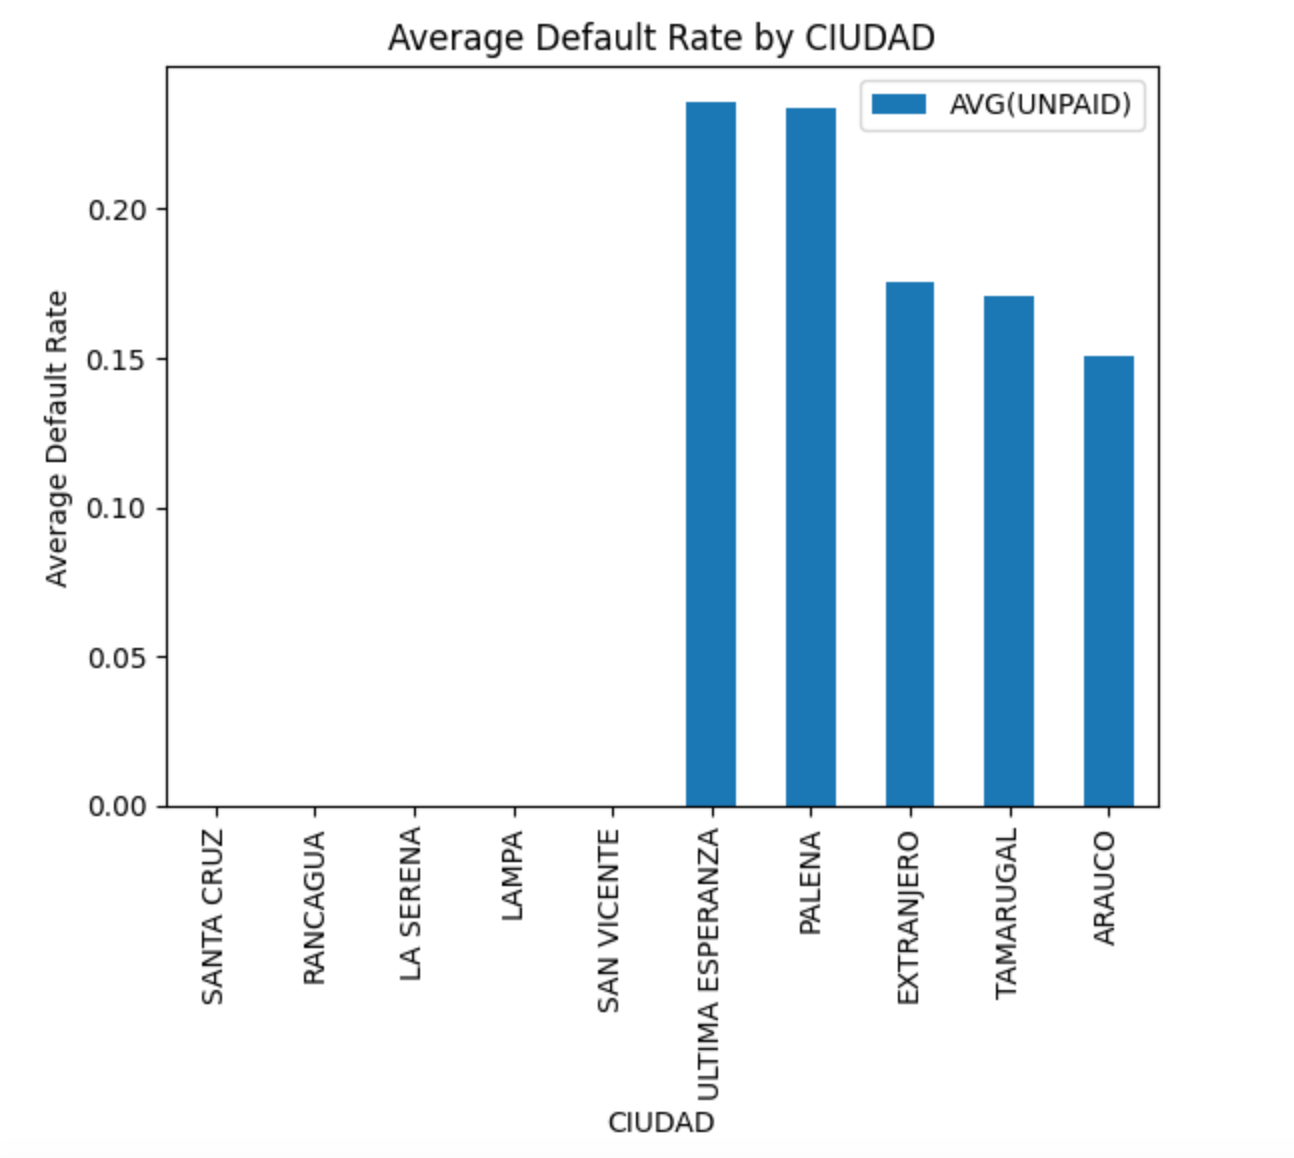 Average Default Rate by CIUDAD
AVG(UNPAID)
Average Default Rate
0.20
0.15
0.10
0.05
0.00
SANTA CRUZ
RANCAGUA
LA SERENA
LAMPA
SAN VICENTE
ULTIMA ESPERANZA
PALENA
EXTRANJERO
TAMARUGAL
ARAUCO
CIUDAD